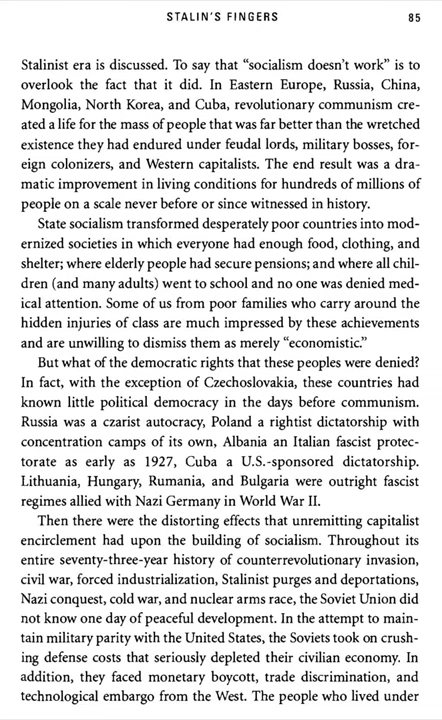 STALIN'S FINGERS 85
Stalinist era is discussed. To say that “socialism doesn’t work” is to
overlook the fact that it did. In Eastern Europe, Russia, China,
Mongolia, North Korea, and Cuba, revolutionary communism cre-
ated a life for the mass of people that was far better than the wretched
existence they had endured under feudal lords, military bosses, for-
eign colonizers, and Western capitalists. The end result was a dra-
matic improvement in living conditions for hundreds of millions of
people on a scale never before or since witnessed in history.
State socialism transformed desperately poor countries into mod-
ernized societies in which everyone had enough food, clothing, and
shelter; where elderly people had secure pensions; and where all chil-
dren (and many adults) went to school and no one was denied med-
ical attention. Some of us from poor families who carry around the
hidden injuries of class are much impressed by these achievements
and are unwilling to dismiss them as merely “economistic.”
But what of the democratic rights that these peoples were denied?
In fact, with the exception of Czechoslovakia, these countries had
known little political democracy in the days before communism.
Russia was a czarist autocracy, Poland a rightist dictatorship with
concentration camps of its own, Albania an Italian fascist protec-
torate as early as 1927, Cuba a U.S.-sponsored dictatorship.
Lithuania, Hungary, Rumania, and Bulgaria were outright fascist
regimes allied with Nazi Germany in World War II.
Then there were the distorting effects that unremitting capitalist
encirclement had upon the building of socialism. Throughout its
entire seventy-three-year history of counterrevolutionary invasion,
civil war, forced industrialization, Stalinist purges and deportations,
Nazi conquest, cold war, and nuclear arms race, the Soviet Union did
not know one day of peaceful development. In the attempt to main-
tain military parity with the United States, the Soviets took on crush-
ing defense costs that seriously depleted their civilian economy. In
addition, they faced monetary boycott, trade discrimination, and
technological embargo from the West. The people who lived under